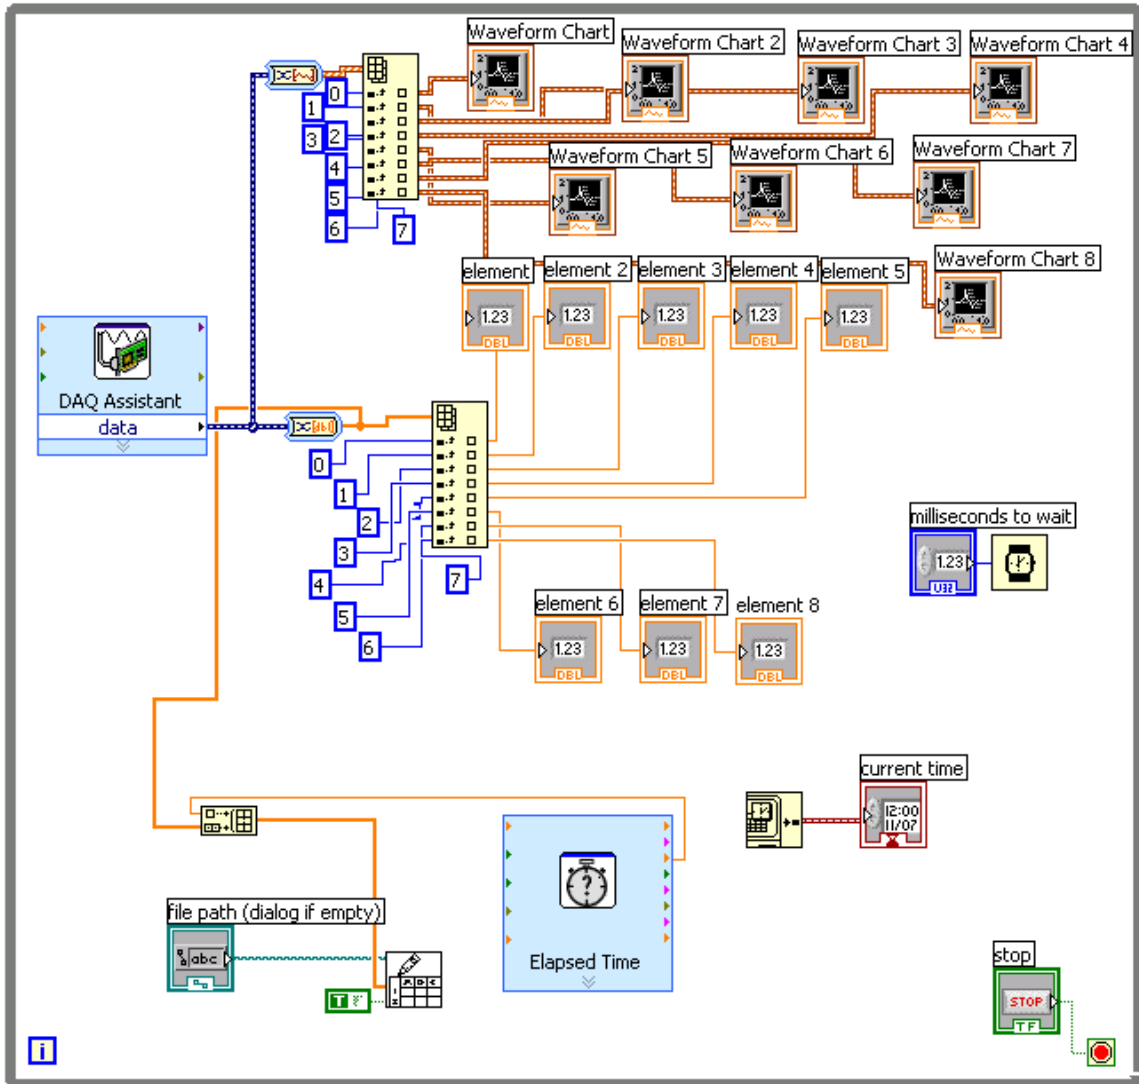 Waveform Chart
Waveform Chart 2
Waveform Chart 3
Waveform Chart 4
0
1
3
2
4
5
6
7
Waveform Chart 5
Waveform Chart 6
Waveform Chart 7
Waveform Chart 8
element
element 2
element 3
element 4
element 5
1.23
DBL
1.23
DBL
1.23
DBL
1.23
DBL
1.23
DBL
DAQ Assistant
data
0
1
2
3
4
5
6
7
milliseconds to wait
1.23
U32
element 6
element 7
element 8
1.23
DBL
1.23
DBL
1.23
DBL
current time
12:00
11/07
file path (dialog if empty)
abc
T
?
Elapsed Time
stop
STOP
TF
i